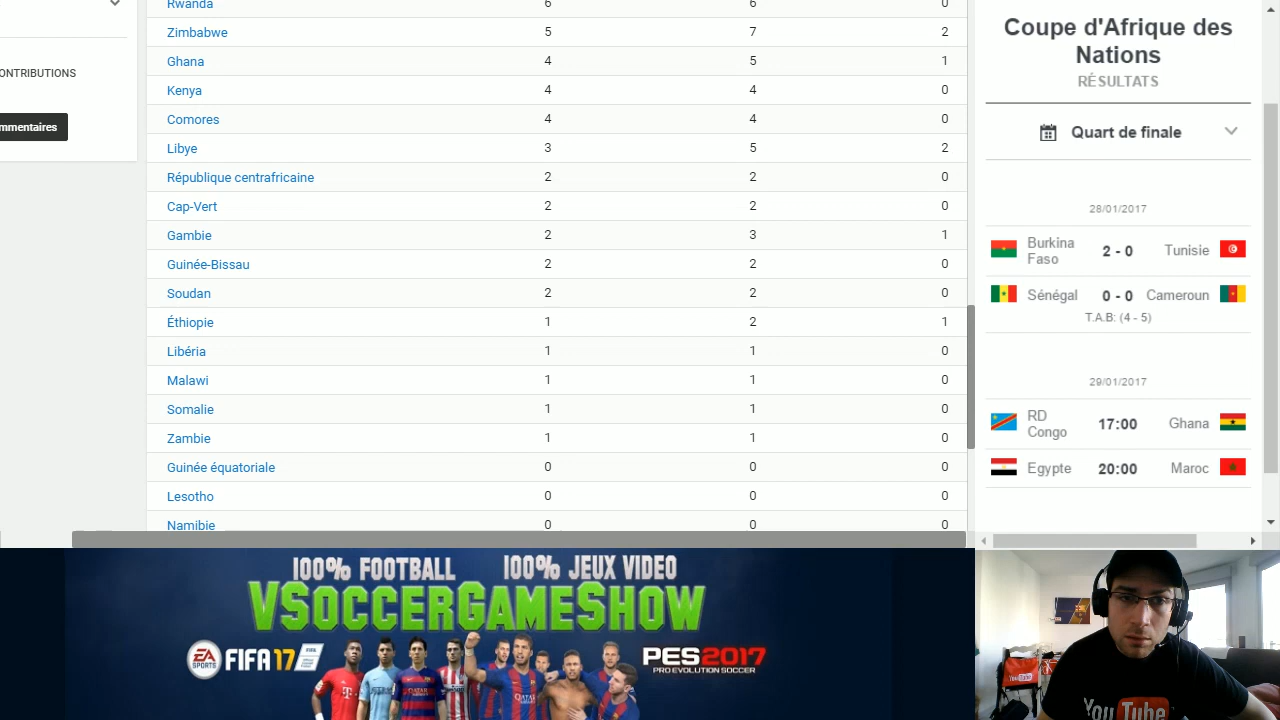 Rwanda 6 6 0
Zimbabwe 5 7 2
Ghana 4 5 1
Kenya 4 4 0
Comores 4 4 0
Libye 3 5 2
République centrafricaine 2 2 0
Cap-Vert 2 2 0
Gambie 2 3 1
Guinée-Bissau 2 2 0
Soudan 2 2 0
Éthiopie 1 2 1
Libéria 1 1 0
Malawi 1 1 0
Somalie 1 1 0
Zambie 1 1 0
Guinée équatoriale 0 0 0
Lesotho 0 0 0
Namibie 0 0 0
ONTRIBUTIONS
mmentaires
Coupe d'Afrique des
Nations
RÉSULTATS
Quart de finale
28/01/2017
Burkina
Faso 2 - 0 Tunisie
Sénégal 0 - 0 Cameroun
T.A.B: (4 - 5)
29/01/2017
RD
Congo 17:00 Ghana
Egypte 20:00 Maroc
100% FOOTBALL 100% JEUX VIDEO
VSOCCERGAMESHOW
EA
SPORTS
FIFA 17
PES2017
PRO EVOLUTION SOCCER
YouTube